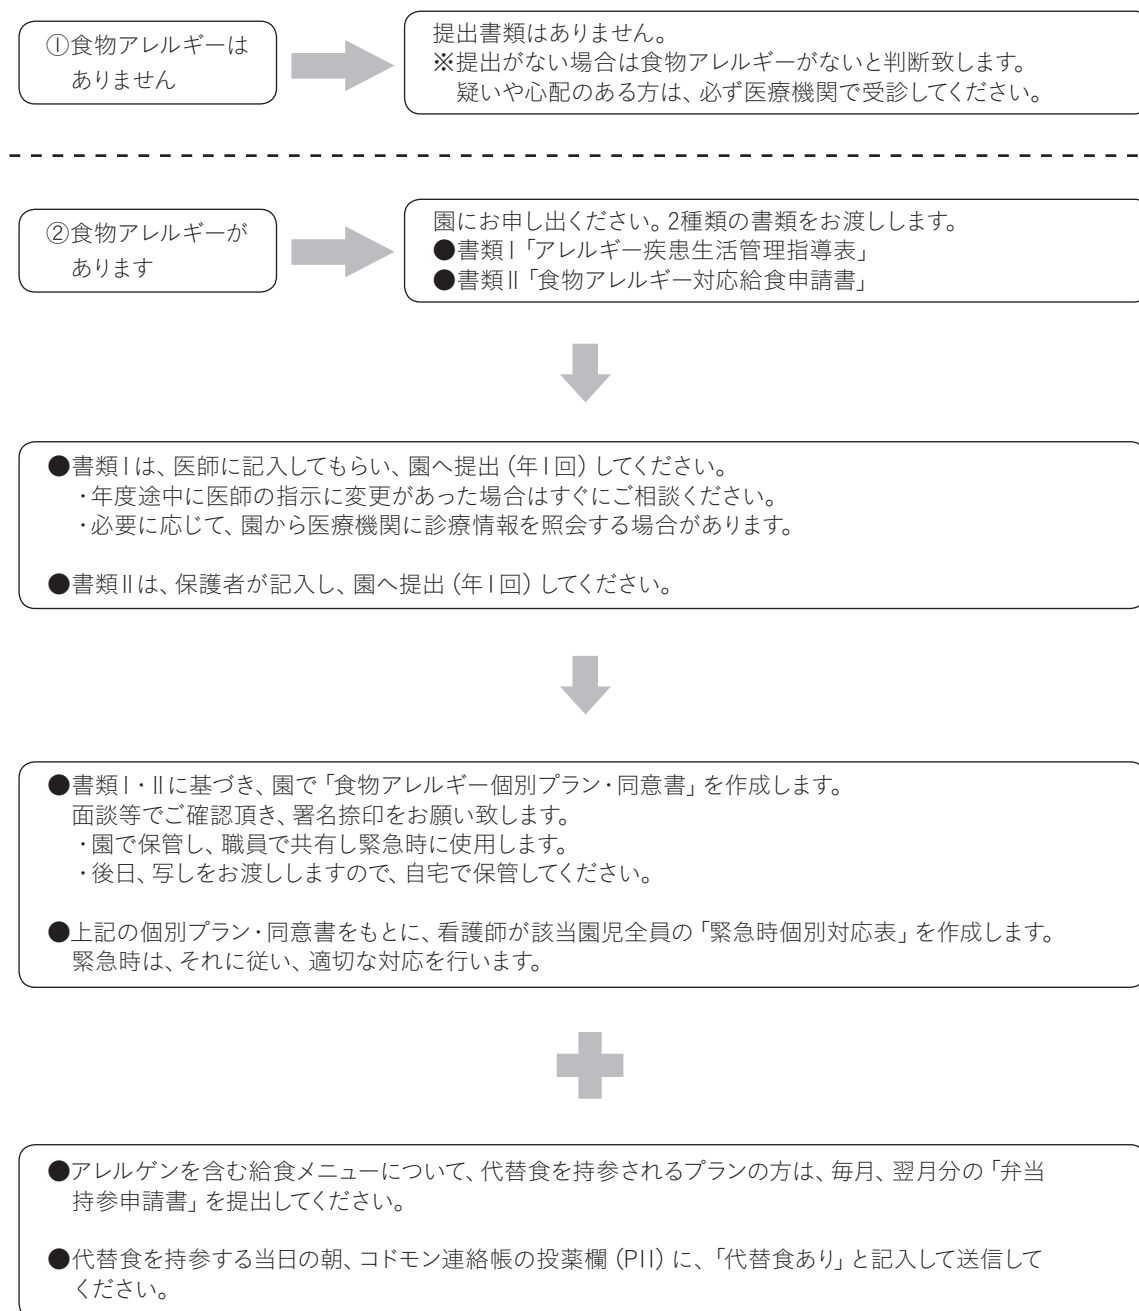 ①食物アレルギーは
ありません
提出書類はありません。
※提出がない場合は食物アレルギーがないと判断致します。
疑いや心配のある方は、必ず医療機関で受診してください。
②食物アレルギーが
あります
園にお申し出ください。2種類の書類をお渡しします。
●書類Ⅰ「アレルギー疾患生活管理指導表」
●書類Ⅱ「食物アレルギー対応給食申請書」
●書類Ⅰは、医師に記入してもらい、園へ提出（年1回）してください。
・年度途中に医師の指示に変更があった場合はすぐにご相談ください。
・必要に応じて、園から医療機関に診療情報を照会する場合があります。
●書類Ⅱは、保護者が記入し、園へ提出（年1回）してください。
●書類Ⅰ・Ⅱに基づき、園で「食物アレルギー個別プラン・同意書」を作成します。
面談等でご確認頂き、署名捺印をお願い致します。
・園で保管し、職員で共有し緊急時に使用します。
・後日、写しをお渡ししますので、自宅で保管してください。
●上記の個別プラン・同意書をもとに、看護師が該当園児全員の「緊急時個別対応表」を作成します。
緊急時は、それに従い、適切な対応を行います。
●アレルゲンを含む給食メニューについて、代替食を持参されるプランの方は、毎月、翌月分の「弁当
持参申請書」を提出してください。
●代替食を持参する当日の朝、コドモン連絡帳の投薬欄（P11）に、「代替食あり」と記入して送信して
ください。